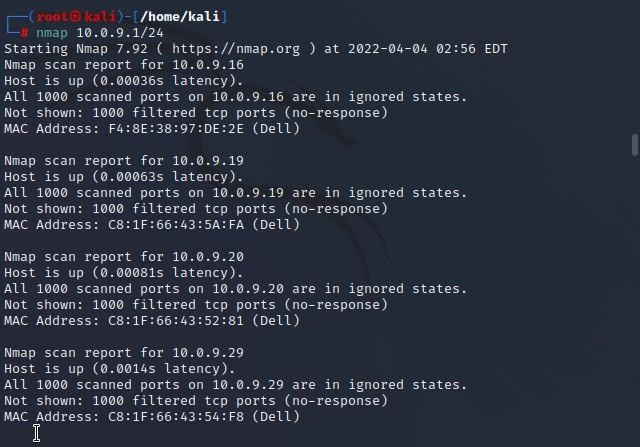 ┌──(root㉿kali)-[/home/kali]
└─# nmap 10.0.9.1/24
Starting Nmap 7.92 ( https://nmap.org ) at 2022-04-04 02:56 EDT
Nmap scan report for 10.0.9.16
Host is up (0.00036s latency).
All 1000 scanned ports on 10.0.9.16 are in ignored states.
Not shown: 1000 filtered tcp ports (no-response)
MAC Address: F4:8E:38:97:DE:2E (Dell)

Nmap scan report for 10.0.9.19
Host is up (0.00063s latency).
All 1000 scanned ports on 10.0.9.19 are in ignored states.
Not shown: 1000 filtered tcp ports (no-response)
MAC Address: C8:1F:66:43:5A:FA (Dell)

Nmap scan report for 10.0.9.20
Host is up (0.00081s latency).
All 1000 scanned ports on 10.0.9.20 are in ignored states.
Not shown: 1000 filtered tcp ports (no-response)
MAC Address: C8:1F:66:43:52:81 (Dell)

Nmap scan report for 10.0.9.29
Host is up (0.0014s latency).
All 1000 scanned ports on 10.0.9.29 are in ignored states.
Not shown: 1000 filtered tcp ports (no-response)
MAC Address: C8:1F:66:43:54:F8 (Dell)